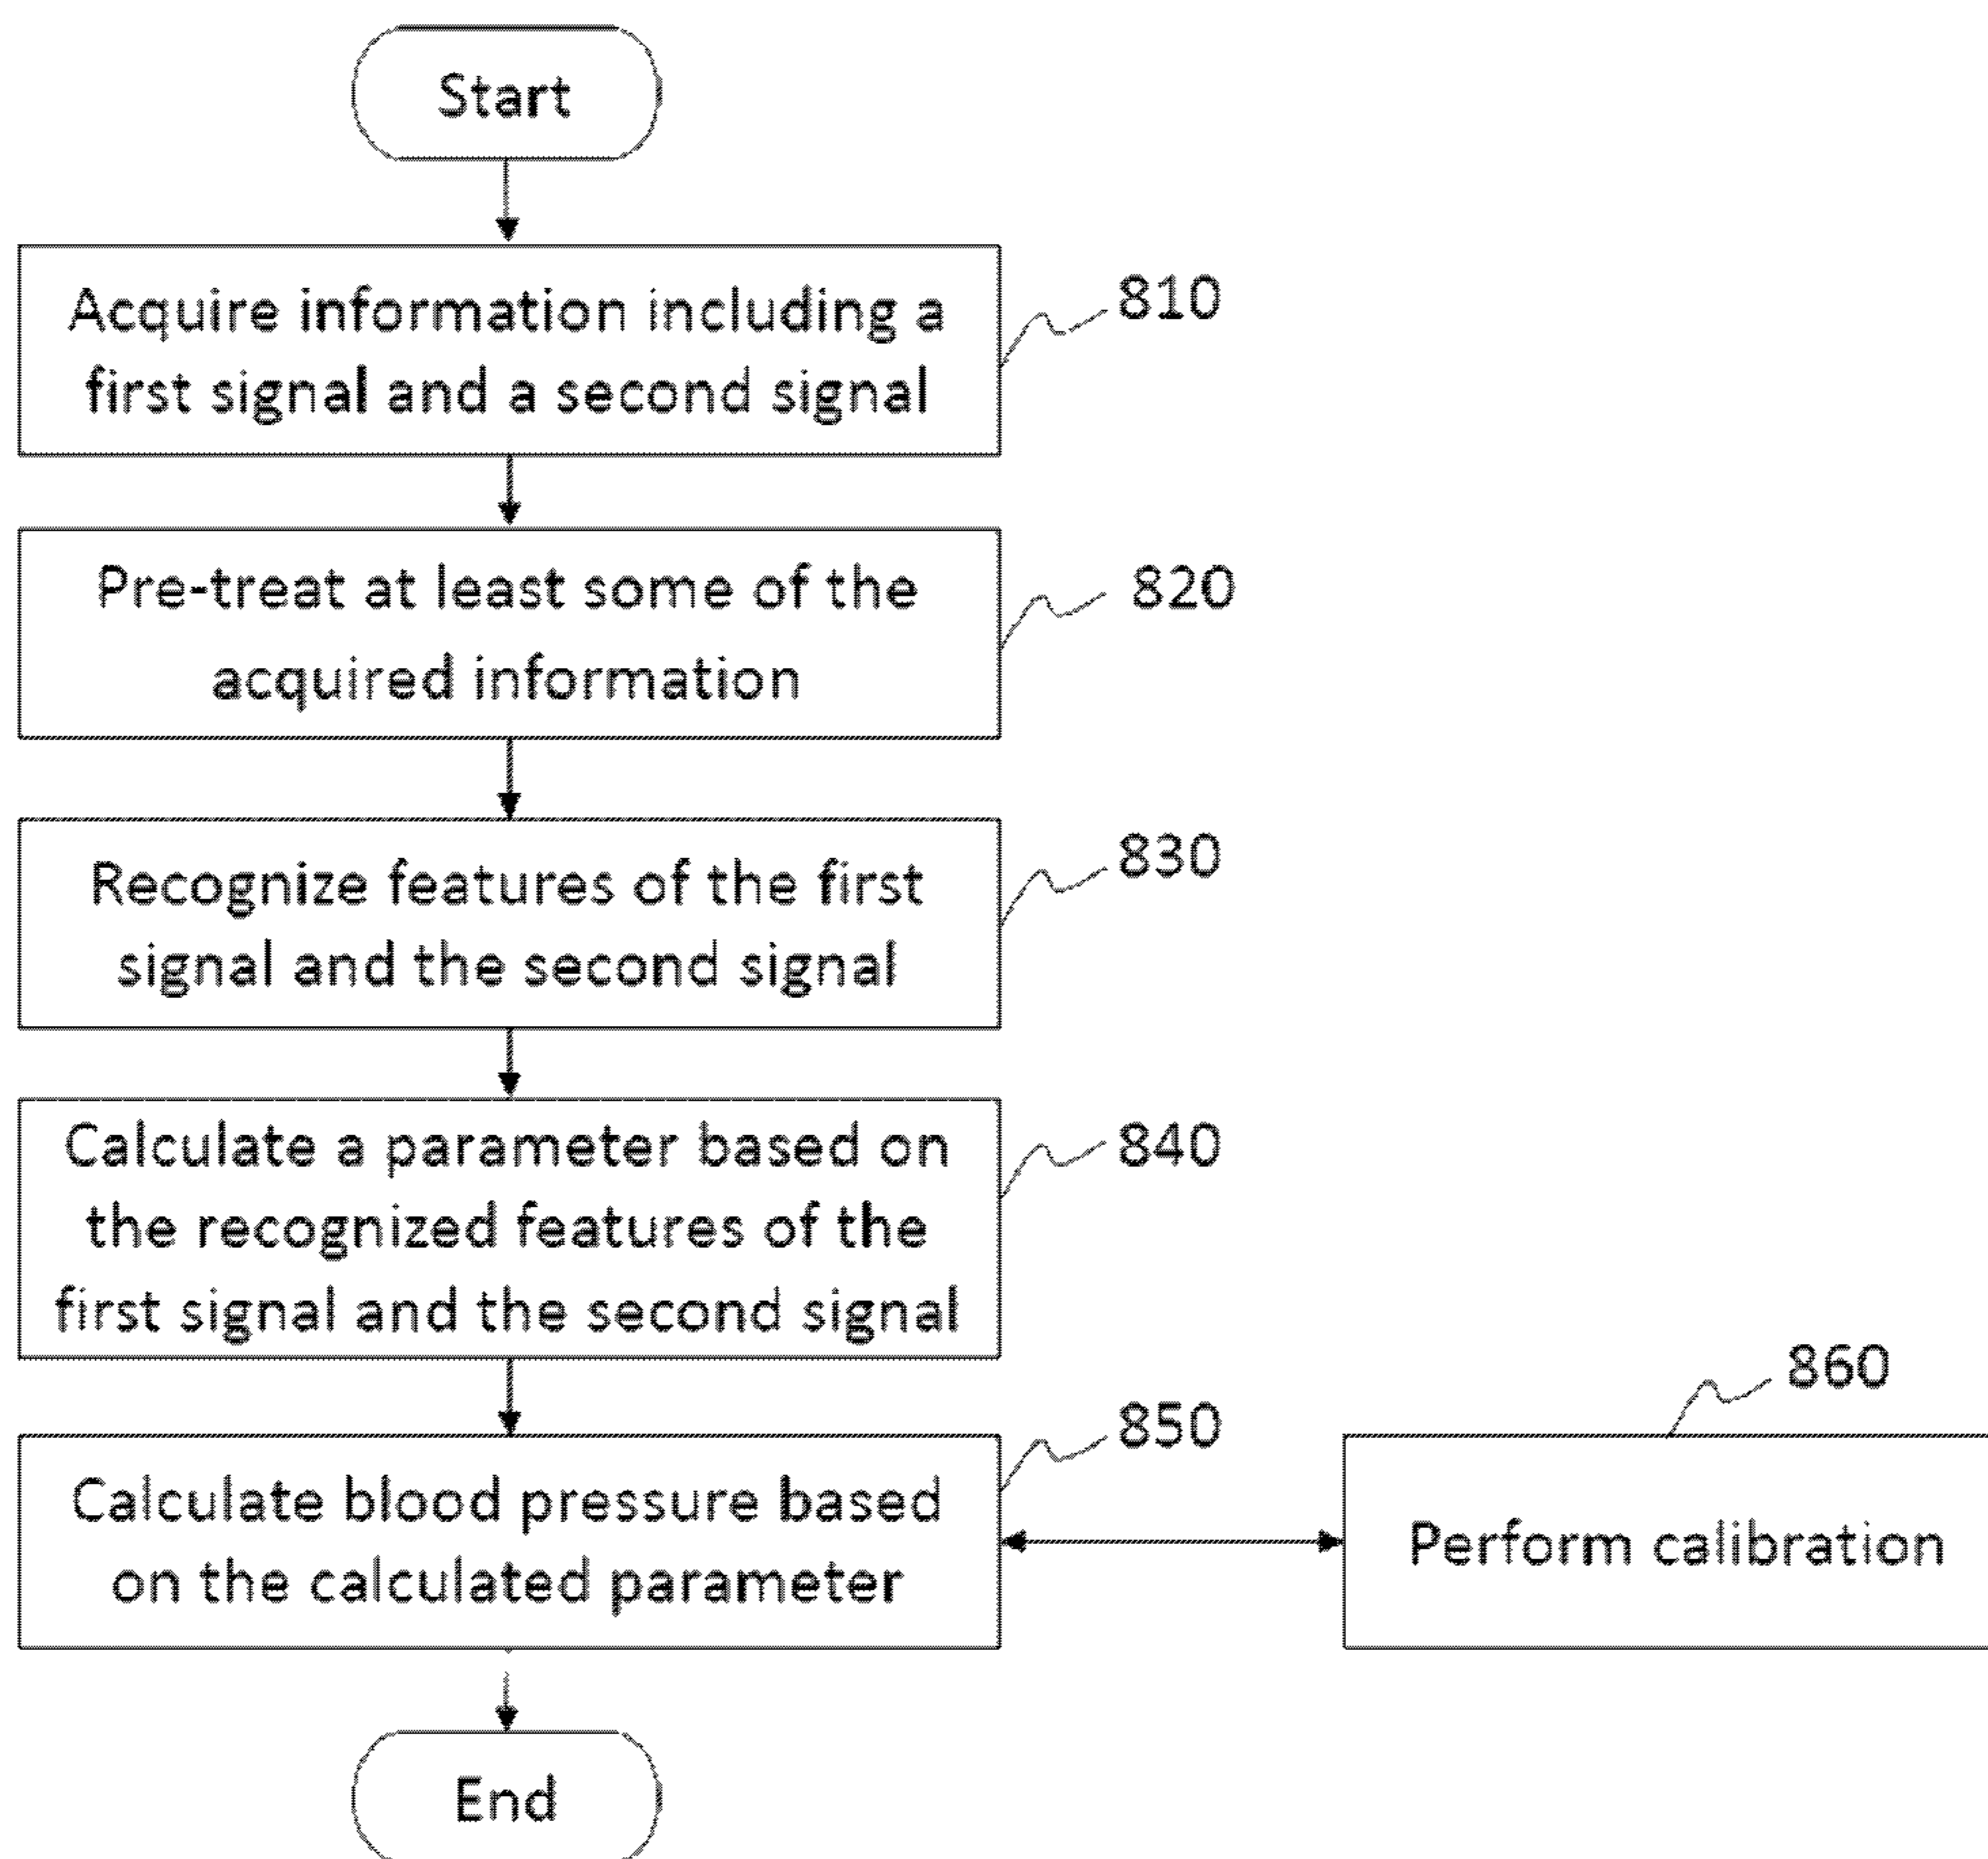 Start
Acquire information including a
first signal and a second signal
810
Pre-treat at least some of the
acquired information
820
Recognize features of the first
signal and the second signal
830
Calculate a parameter based on
the recognized features of the
first signal and the second signal
840
Calculate blood pressure based
on the calculated parameter
850
860
Perform calibration
End